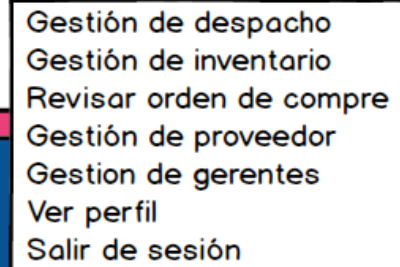 Gestión de despacho
Gestión de inventario
Revisar orden de compre
Gestión de proveedor
Gestion de gerentes
Ver perfil
Salir de sesión